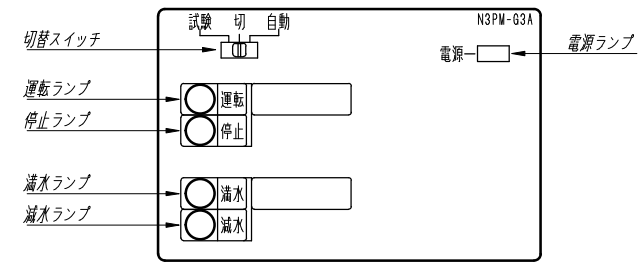 試験 切 自動
N3PM-G3A
切替スイッチ
電源
電源ランプ
運転ランプ
運転
停止ランプ
停止
満水ランプ
満水
減水ランプ
減水